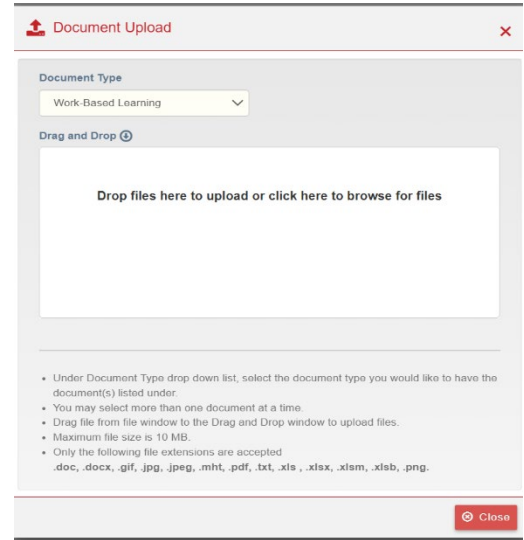 Document Upload
Document Type
Work-Based Learning
Drag and Drop
Drop files here to upload or click here to browse for files
Under Document Type drop down list, select the document type you would like to have the
document(s) listed under.
You may select more than one document at a time.
Drag file from file window to the Drag and Drop window to upload files.
Maximum file size is 10 MB.
Only the following file extensions are accepted
.doc, .docx, .gif, .jpg, .jpeg, .mht, .pdf, .txt, .xls , .xlsx, .xlsm, .xlsb, .png.
Close